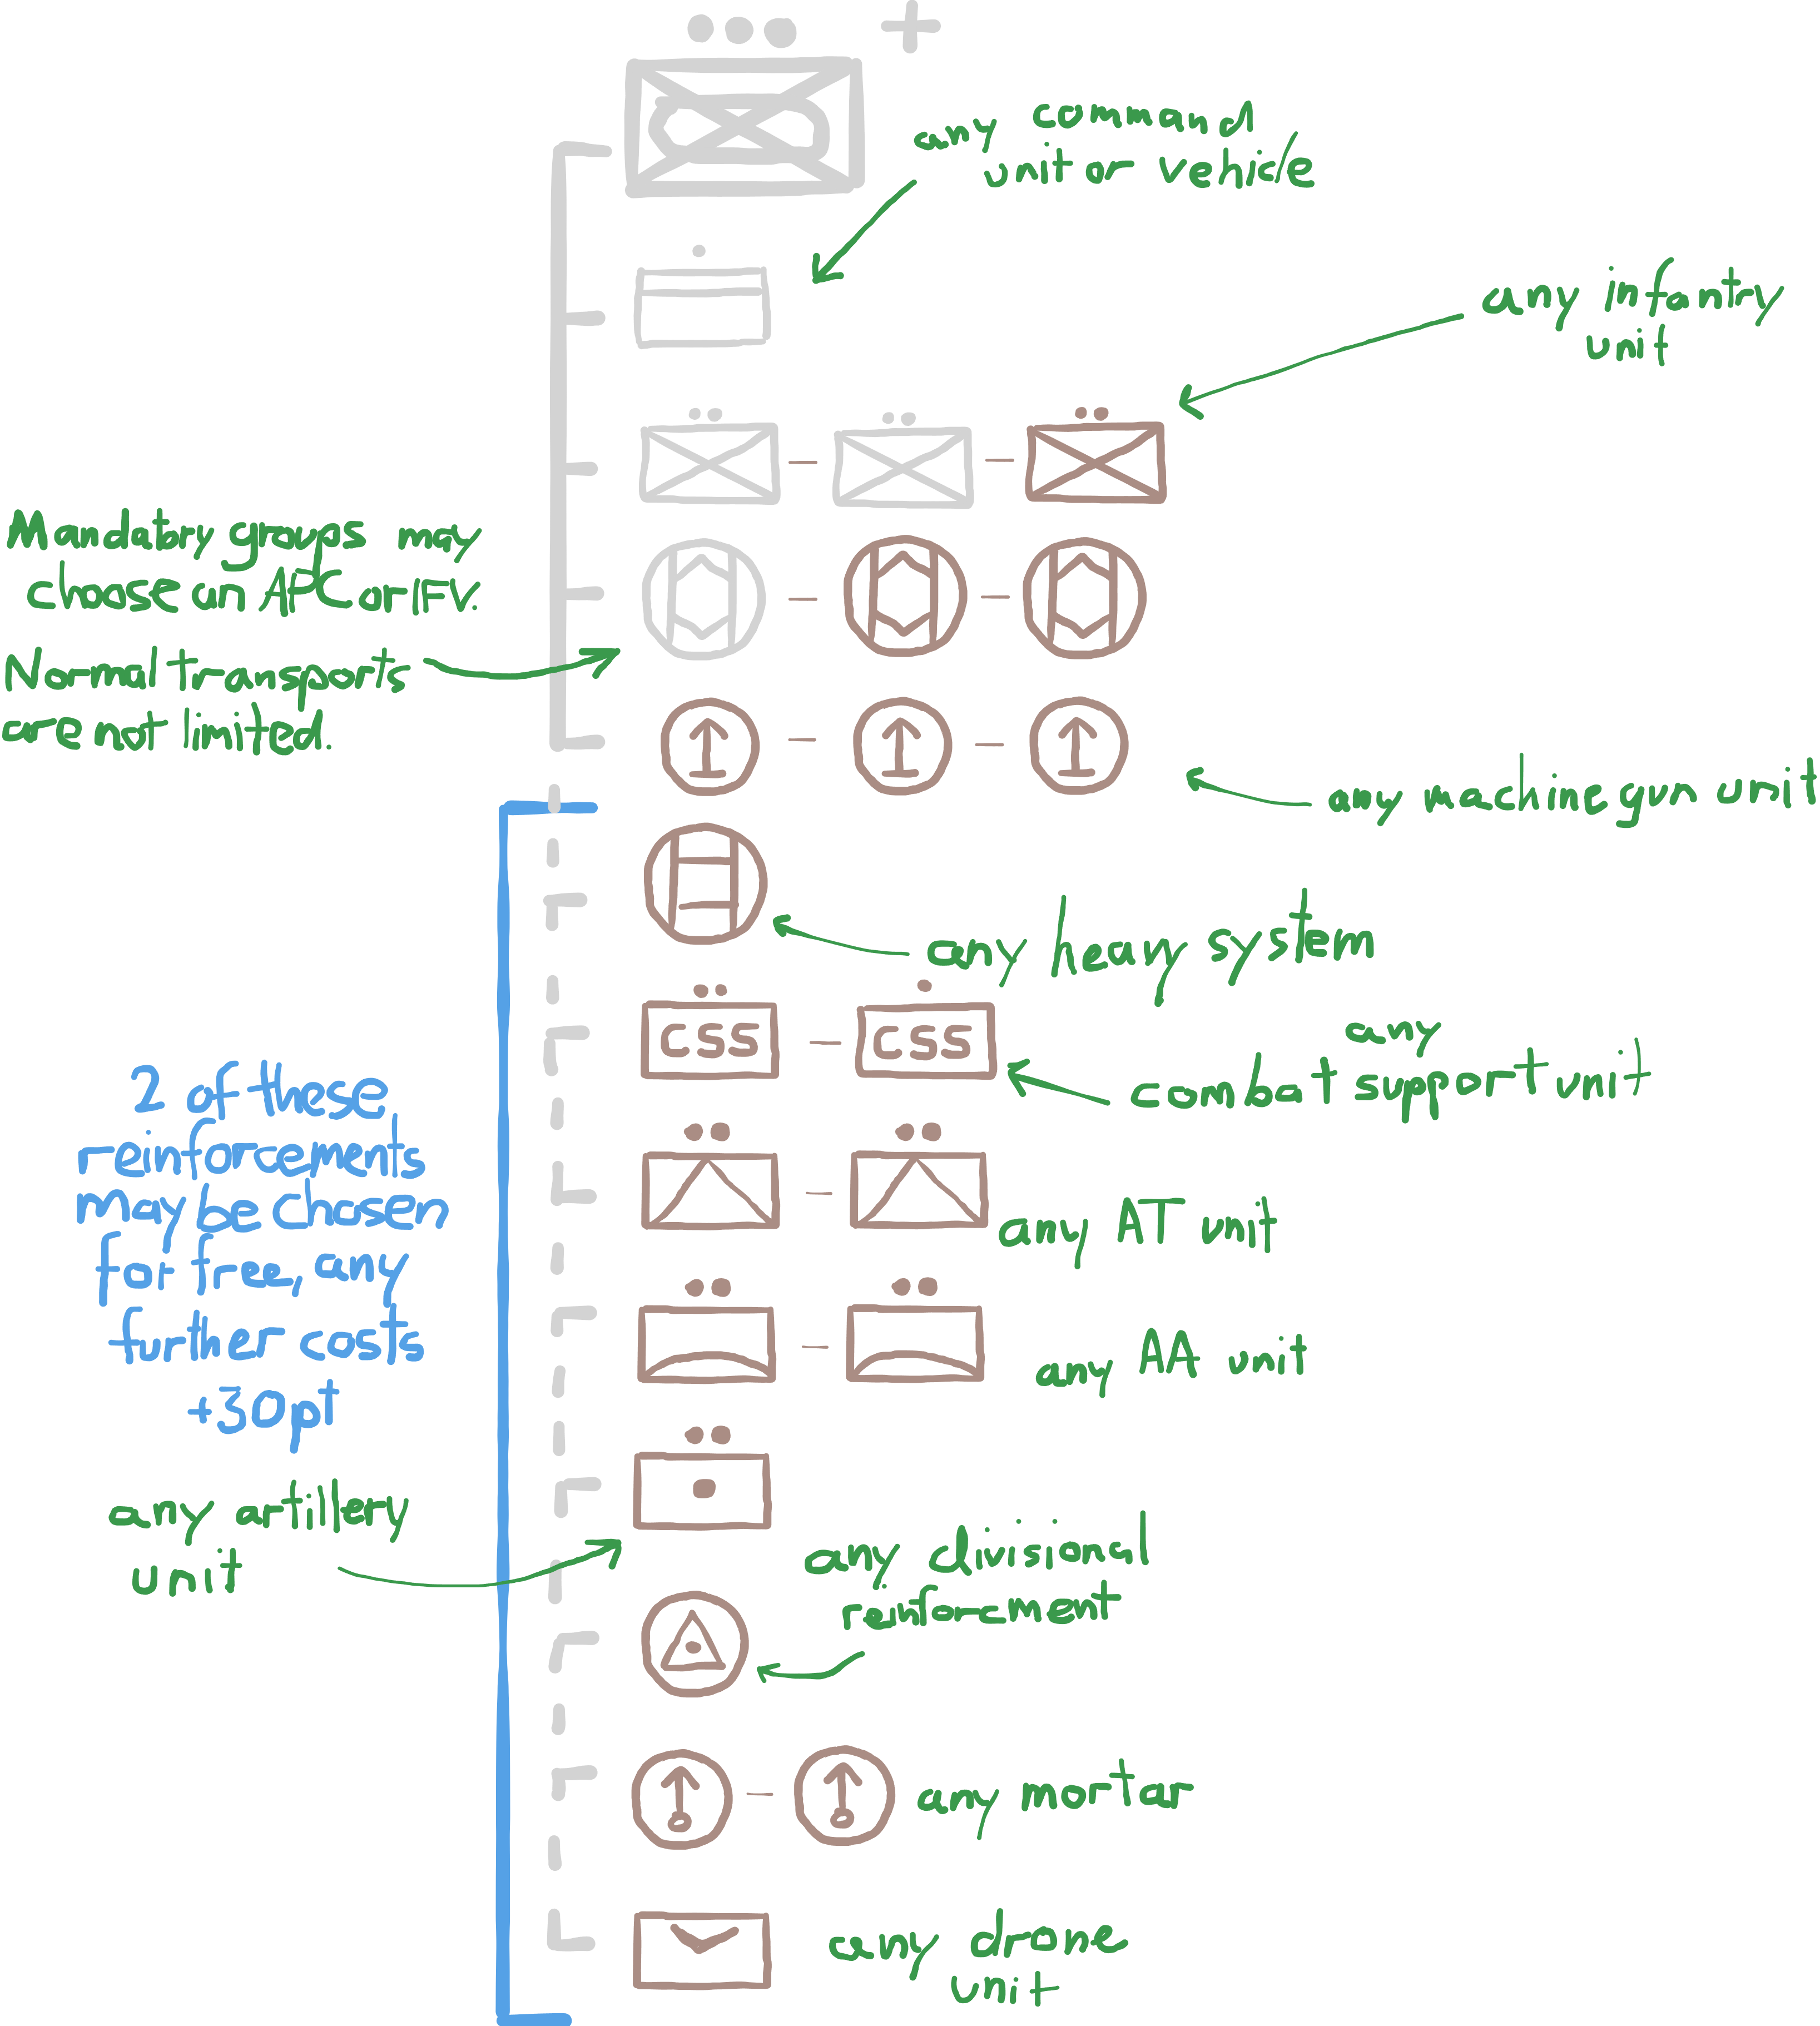 any command
unit or vehicle
any infantry
unit
Mandatory groups may
choose an APC or IFV.
Normal transports
are not limited.
any machinegun unit
any heavy system
CSS CSS
any
combat support unit
2 of these
reinforcements
may be chosen
for free, any
further costs
+30pt
any AT unit
any AA unit
any artillery
unit
any divisional
reinforcement
any mortar
any drone
unit